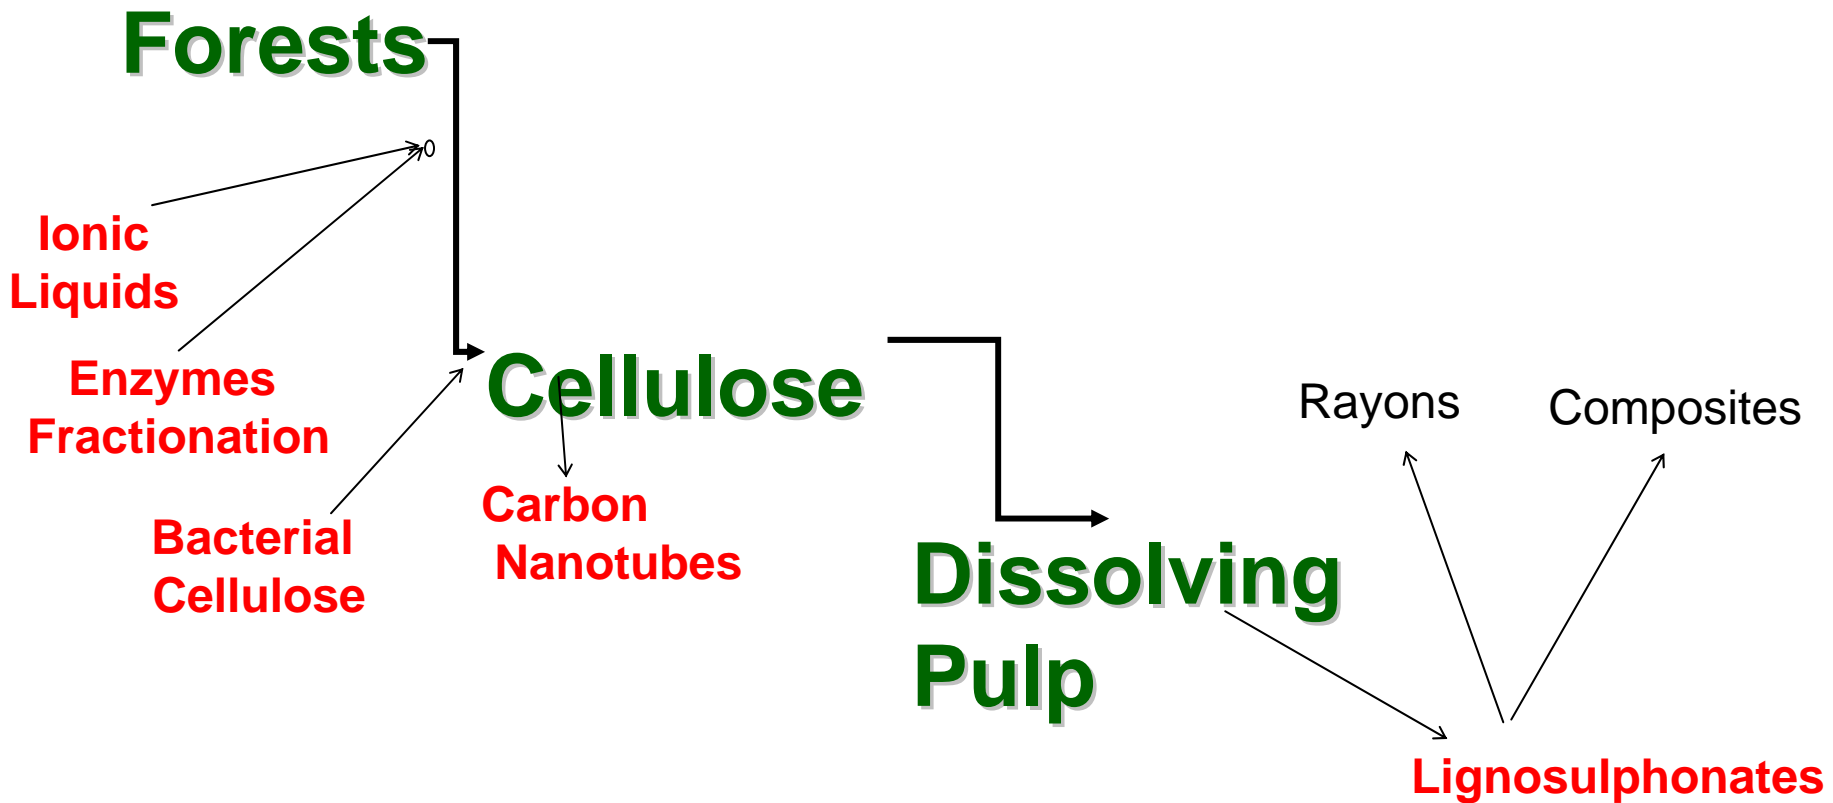 Forests
Ionic
Liquids
Enzymes
Fractionation
Bacterial
Cellulose
Cellulose
Carbon
Nanotubes
Dissolving
Pulp
Rayons
Composites
Lignosulphonates